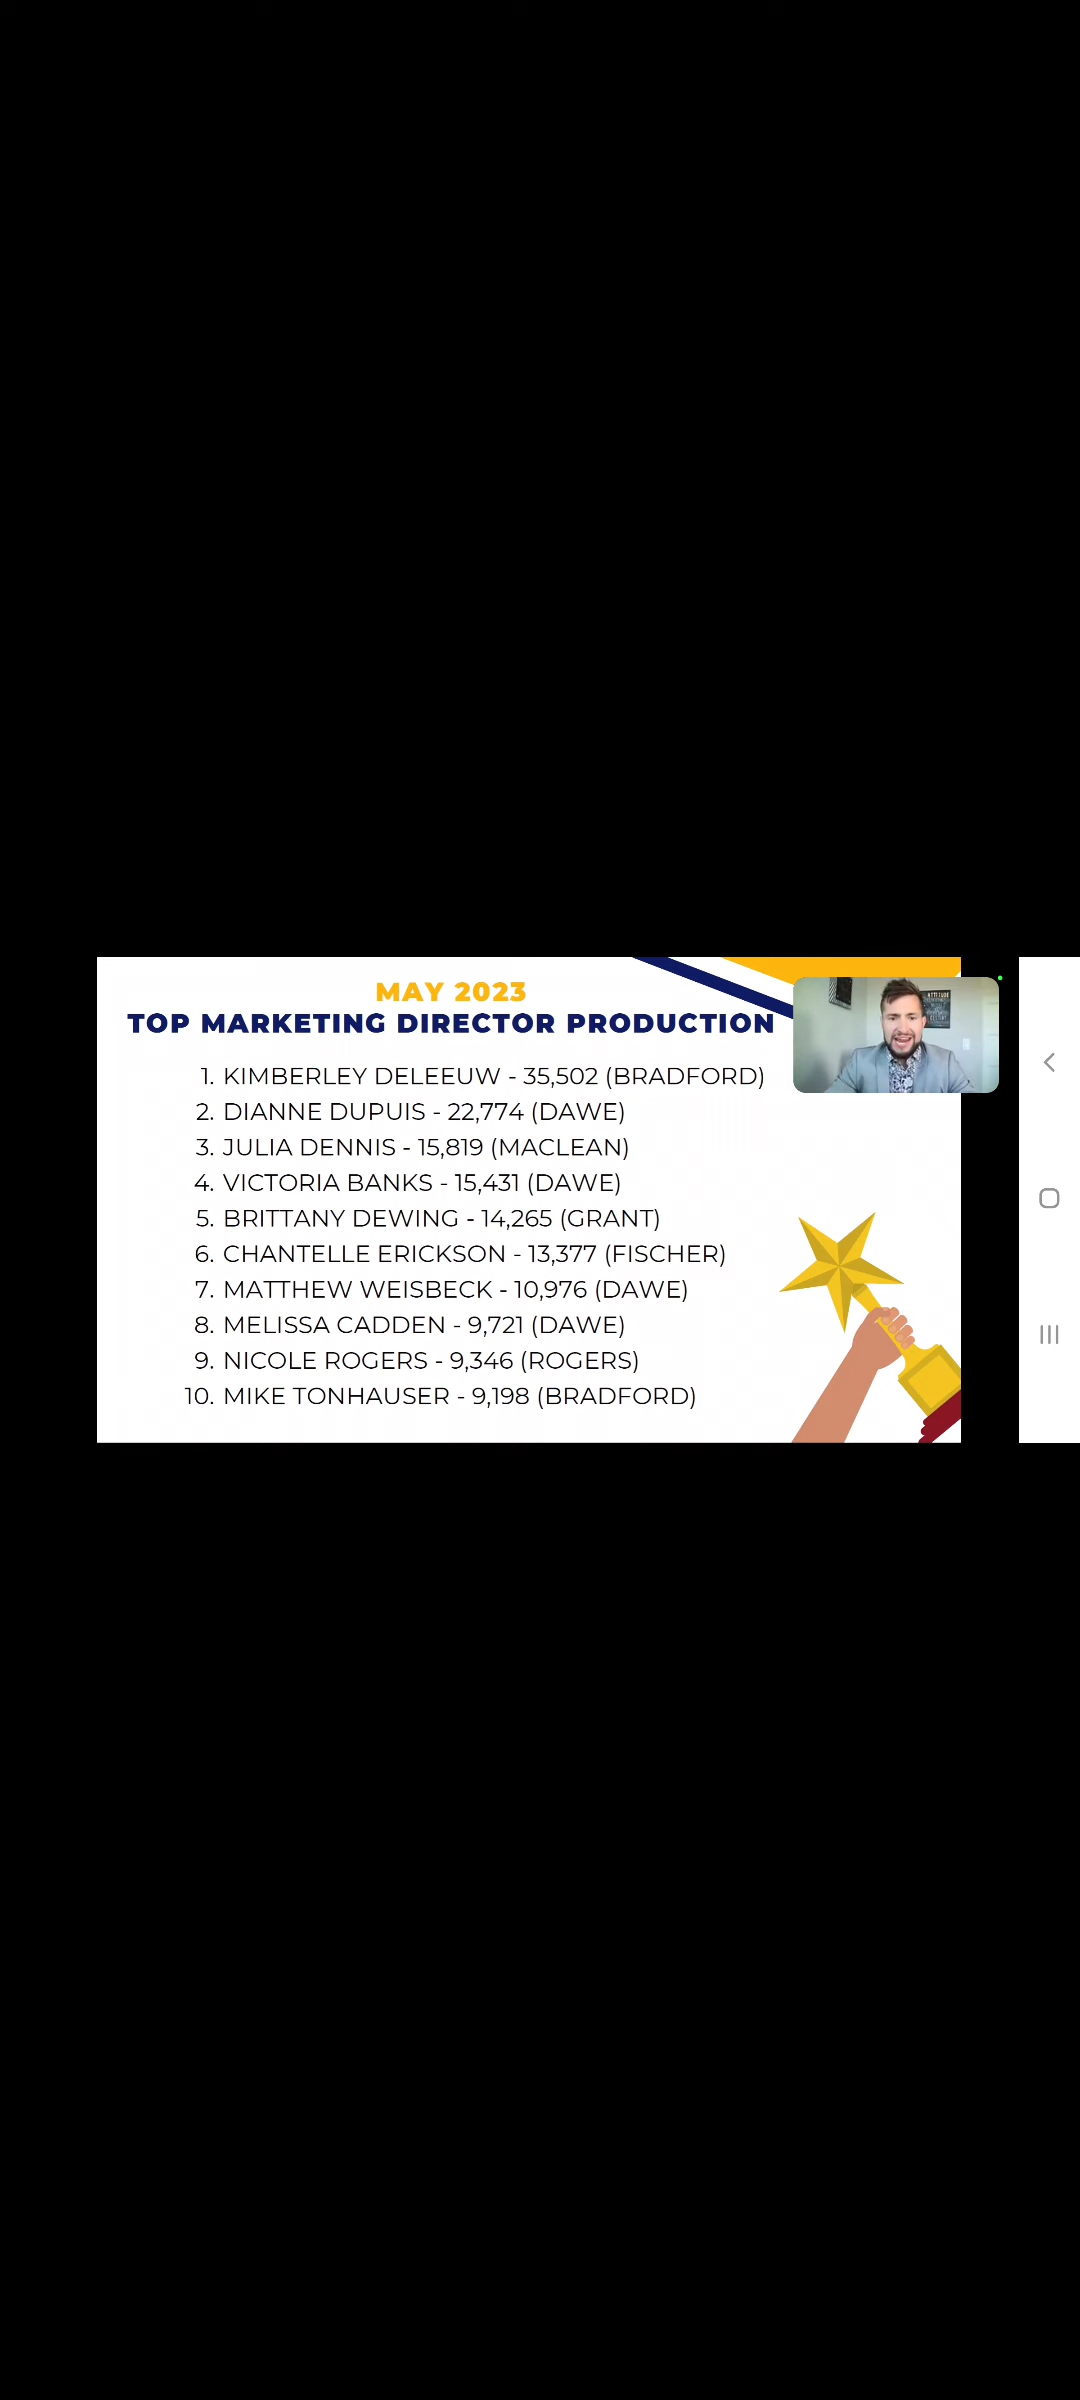 MAY 2023
TOP MARKETING DIRECTOR PRODUCTION
1. KIMBERLEY DELEEUW - 35,502 (BRADFORD)
2. DIANNE DUPUIS - 22,774 (DAWE)
3. JULIA DENNIS - 15,819 (MACLEAN)
4. VICTORIA BANKS - 15,431 (DAWE)
5. BRITTANY DEWING - 14,265 (GRANT)
6. CHANTELLE ERICKSON - 13,377 (FISCHER)
7. MATTHEW WEISBECK - 10,976 (DAWE)
8. MELISSA CADDEN - 9,721 (DAWE)
9. NICOLE ROGERS - 9,346 (ROGERS)
10. MIKE TONHAUSER - 9,198 (BRADFORD)
ATTITUDE